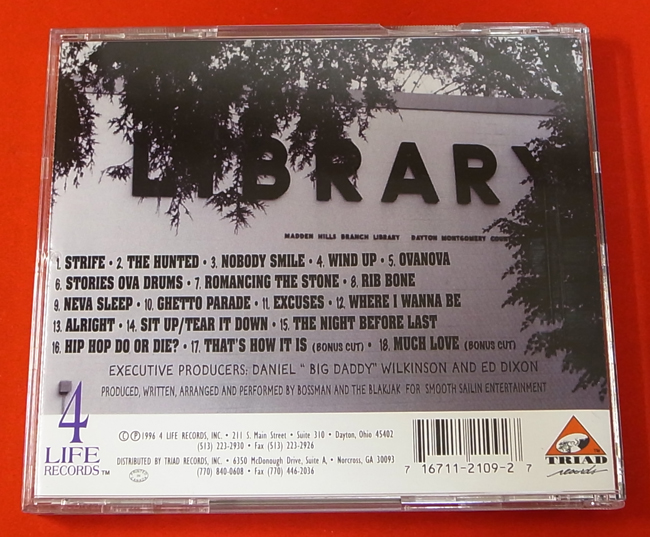 LIBRARY
MADDEN HILLS BRANCH LIBRARY DAYTON MONTGOMERY
1. STRIFE • 2. THE HUNTED • 3. NOBODY SMILE • 4. WIND UP • 5. OVANOVA
6. STORIES OVA DRUMS • 7. ROMANCING THE STONE • 8. RIB BONE
9. NEVA SLEEP • 10. GHETTO PARADE • 11. EXCUSES • 12. WHERE I WANNA BE
13. ALRIGHT • 14. SIT UP/TEAR IT DOWN • 15. THE NIGHT BEFORE LAST
16. HIP HOP DO OR DIE? • 17. THAT'S HOW IT IS (BONUS CUT) • 18. MUCH LOVE (BONUS CUT)
EXECUTIVE PRODUCERS: DANIEL " BIG DADDY" WILKINSON AND ED DIXON
PRODUCED, WRITTEN, ARRANGED AND PERFORMED BY BOSSMAN AND THE BLAKJAK FOR SMOOTH SAILIN ENTERTAINMENT
4
LIFE
RECORDS™
© ℗ 1996 4 LIFE RECORDS, INC. • 211 S. Main Street • Suite 310 • Dayton, Ohio 45402
(513) 223-2930 • Fax (513) 223-2926
DISTRIBUTED BY TRIAD RECORDS, INC. • 6350 McDonough Drive, Suite A, • Norcross, GA 30093
(770) 840-0608 • Fax (770) 446-2036
7 16711-2109-2 7
TRIAD
records